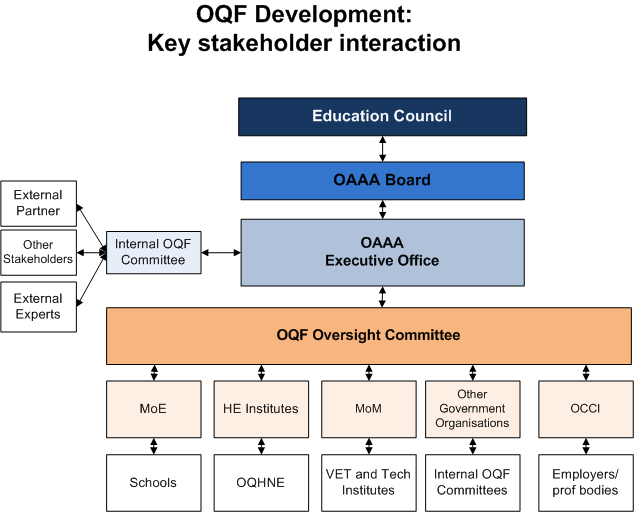 OQF Development:
Key stakeholder interaction
Education Council
OAAA Board
OAAA
Executive Office
External
Partner
Other
Stakeholders
External
Experts
Internal OQF
Committee
OQF Oversight Committee
MoE
HE Institutes
MoM
Other
Government
Organisations
OCCI
Schools
OQHNE
VET and Tech
Institutes
Internal OQF
Committees
Employers/
prof bodies